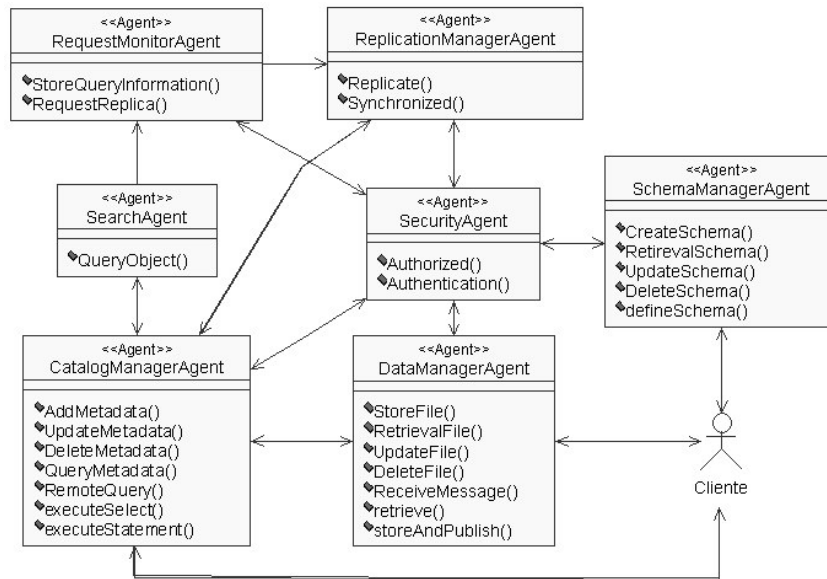 <<Agent>>
RequestMonitorAgent
StoreQueryInformation()
RequestReplica()
<<Agent>>
ReplicationManagerAgent
Replicate()
Synchronized()
<<Agent>>
SearchAgent
QueryObject()
<<Agent>>
SecurityAgent
Authorized()
Authentication()
<<Agent>>
SchemaManagerAgent
CreateSchema()
RetirevalSchema()
UpdateSchema()
DeleteSchema()
defineSchema()
<<Agent>>
CatalogManagerAgent
AddMetadata()
UpdateMetadata()
DeleteMetadata()
QueryMetadata()
RemoteQuery()
executeSelect()
executeStatement()
<<Agent>>
DataManagerAgent
StoreFile()
RetrievalFile()
UpdateFile()
DeleteFile()
ReceiveMessage()
retrieve()
storeAndPublish()
Cliente